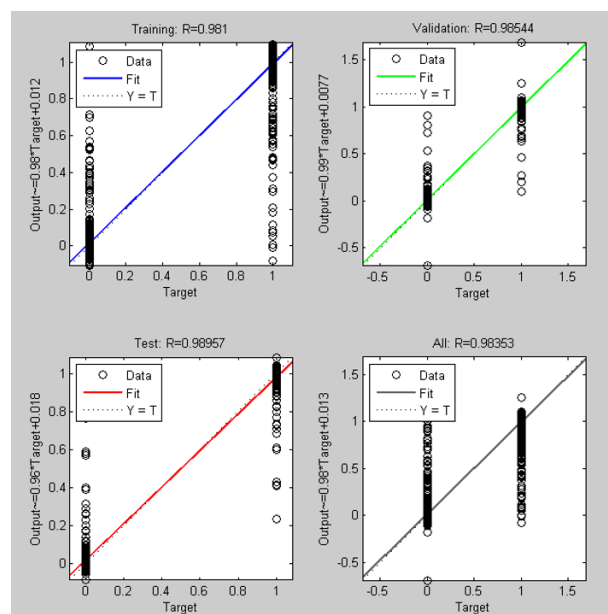 Training: R=0.981
Output~=0.98*Target+0.012
Data
Fit
Y = T
1
0.8
0.6
0.4
0.2
0
0 0.2 0.4 0.6 0.8 1
Target
Validation: R=0.98544
Output~=0.99*Target+0.0077
Data
Fit
Y = T
1.5
1
0.5
0
-0.5
-0.5 0 0.5 1 1.5
Target
Test: R=0.98957
Output~=0.96*Target+0.018
Data
Fit
Y = T
1
0.8
0.6
0.4
0.2
0
0 0.2 0.4 0.6 0.8 1
Target
All: R=0.98353
Output~=0.98*Target+0.013
Data
Fit
Y = T
1.5
1
0.5
0
-0.5
-0.5 0 0.5 1 1.5
Target